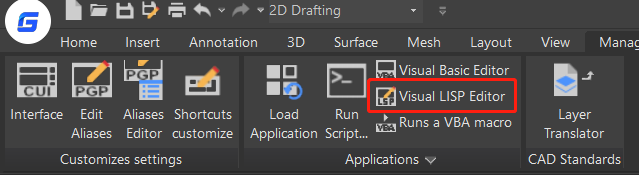 G
2D Drafting
Home Insert Annotation 3D Surface Mesh Layout View Manag
CUI PGP PGP
Interface
Edit
Aliases
Aliases
Editor
Shortcuts
customize
Customizes settings
Load
Application
Run
Script...
VBA Visual Basic Editor
LSP Visual LISP Editor
VBA Runs a VBA macro
Applications
Layer
Translator
CAD Standards